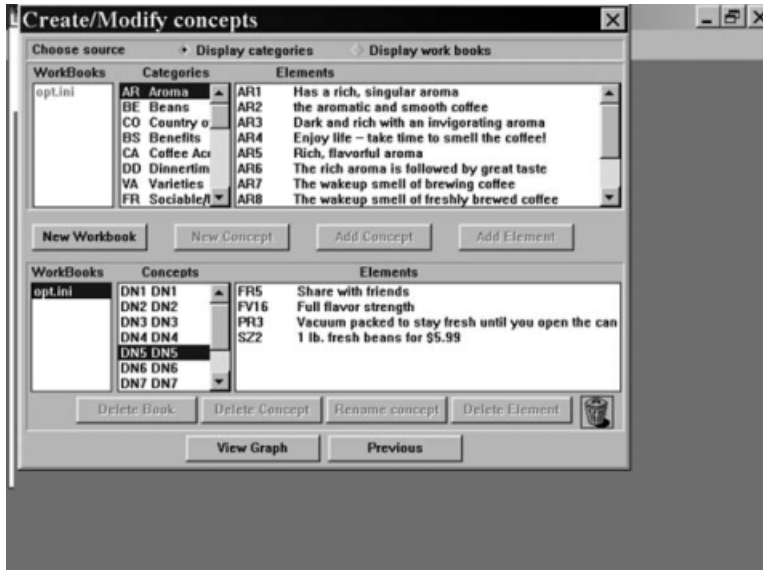 Create/Modify concepts
Choose source Display categories Display work books
WorkBooks Categories Elements
opt.ini AR Aroma AR1 Has a rich, singular aroma
BE Beans AR2 the aromatic and smooth coffee
CO Country o AR3 Dark and rich with an invigorating aroma
BS Benefits AR4 Enjoy life – take time to smell the coffee!
CA Coffee Acc AR5 Rich, flavorful aroma
DD Dinnertim AR6 The rich aroma is followed by great taste
VA Varieties AR7 The wakeup smell of brewing coffee
FR Sociable/ AR8 The wakeup smell of freshly brewed coffee
New Workbook New Concept Add Concept Add Element
WorkBooks Concepts Elements
opt.ini DN1 DN1 FR5 Share with friends
DN2 DN2 FV16 Full flavor strength
DN3 DN3 PR3 Vacuum packed to stay fresh until you open the can
DN4 DN4 SZ2 1 lb. fresh beans for $5.99
DN5 DN5
DN6 DN6
DN7 DN7
Delete Book Delete Concept Rename concept Delete Element
View Graph Previous